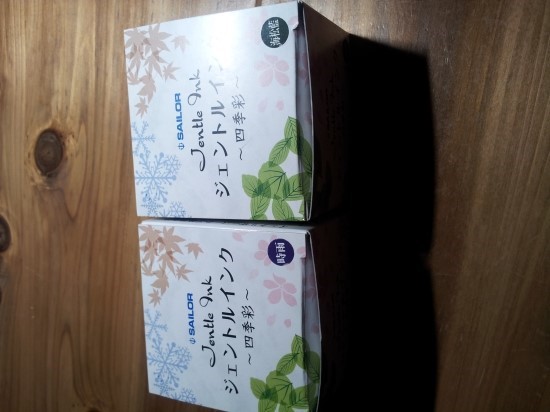 SAILOR
Jentle Ink
ジェントルインク
～四季彩～
海松藍
SAILOR
Jentle Ink
ジェントルインク
～四季彩～
時雨